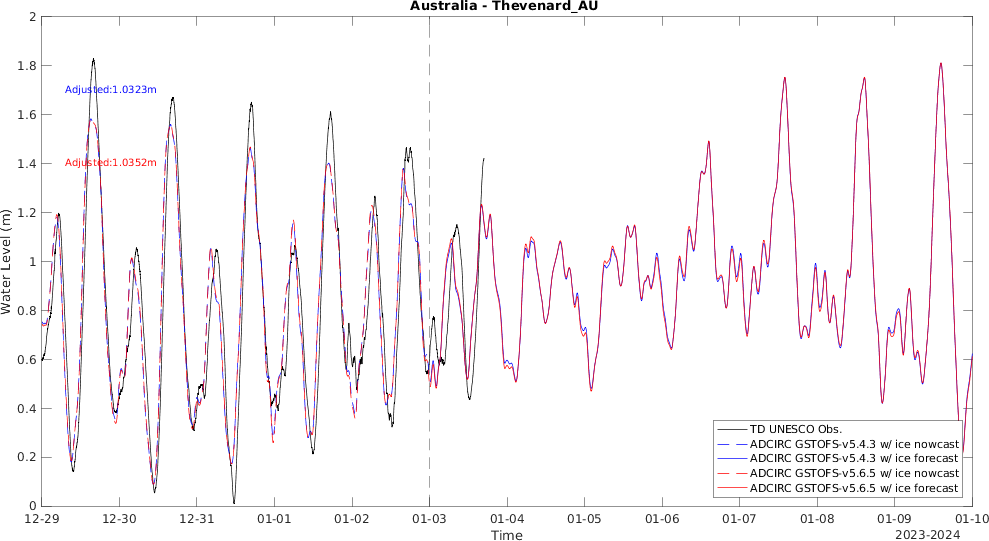 Australia - Thevenard_AU
Water Level (m)
2
1.8
1.6
1.4
1.2
1
0.8
0.6
0.4
0.2
0
Adjusted:1.0323m
Adjusted:1.0352m
TD UNESCO Obs.
ADCIRC GSTOFS-v5.4.3 w/ ice nowcast
ADCIRC GSTOFS-v5.4.3 w/ ice forecast
ADCIRC GSTOFS-v5.6.5 w/ ice nowcast
ADCIRC GSTOFS-v5.6.5 w/ ice forecast
12-29 12-30 12-31 01-01 01-02 01-03 01-04 01-05 01-06 01-07 01-08 01-09 01-10
Time
2023-2024